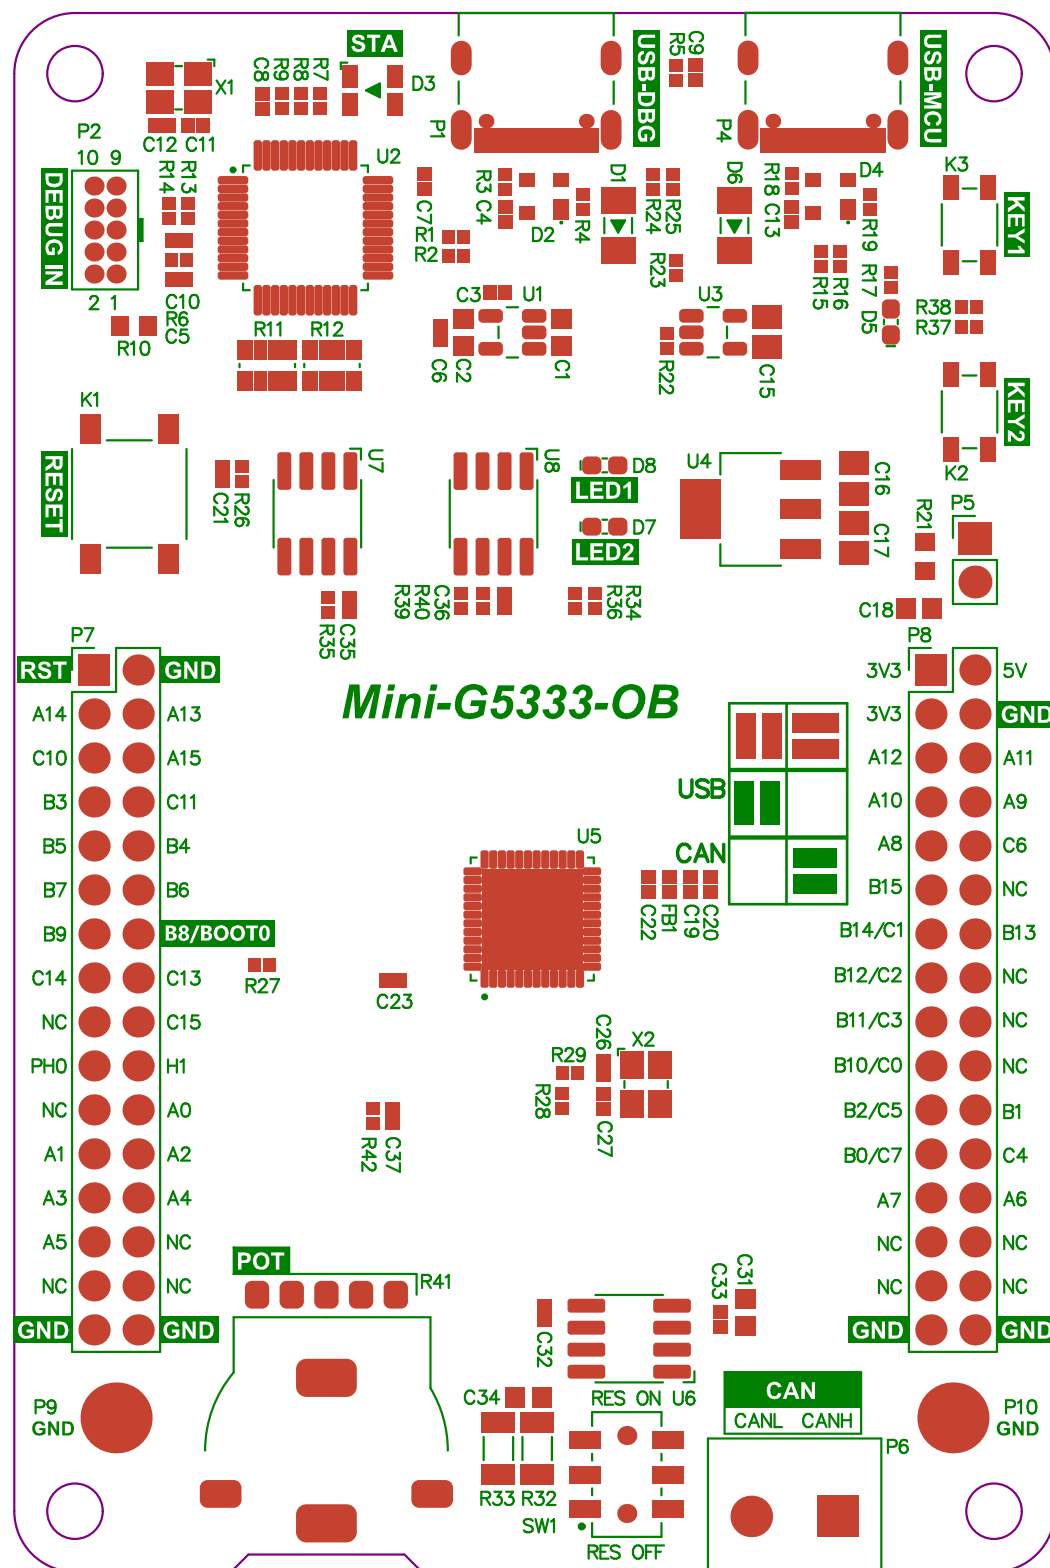 STA
USB-DBG
USB-MCU
C8
R9
R8
R7
R5
C9
X1
D3
P1
P4
P2
10 9
C12 C11
U2
R14
R13
DEBUG IN
C7
R3
C4
D2
R4
D1
R24
R25
D6
R18
C13
D4
R19
K3
KEY1
R1
R2
R23
R15
R16
R17
D5
2 1
C10
R6
C5
R10
R11 R12
C3
U1
U3
R38
R37
C6
C2
C1
R22
C15
K1
KEY2
K2
RESET
C21
R26
U7
U8
D8
LED1
D7
LED2
U4
C16
C17
R21
P5
C18
R35
C35
R39
R40
C36
R36
R34
P7
P8
RST GND
3V3 5V
Mini-G5333-OB
A14 A13
3V3 GND
C10 A15
A12 A11
USB
B3 C11
A10 A9
U5
CAN
B5 B4
A8 C6
B7 B6
B15 NC
C22
FB1
C19
C20
B9 B8/BOOT0
B14/C1 B13
C14 C13
B12/C2 NC
R27
C23
NC C15
B11/C3 NC
C26
X2
PH0 H1
B10/C0 NC
R29
R28
C27
NC A0
B2/C5 B1
R42
C37
A1 A2
B0/C7 C4
A3 A4
A7 A6
A5 NC
NC NC
POT
R41
NC NC
NC NC
C33
C31
GND GND
GND GND
C32
C34
RES ON U6
CAN
CANL CANH
P9
GND
P10
GND
P6
R33 R32
SW1
RES OFF